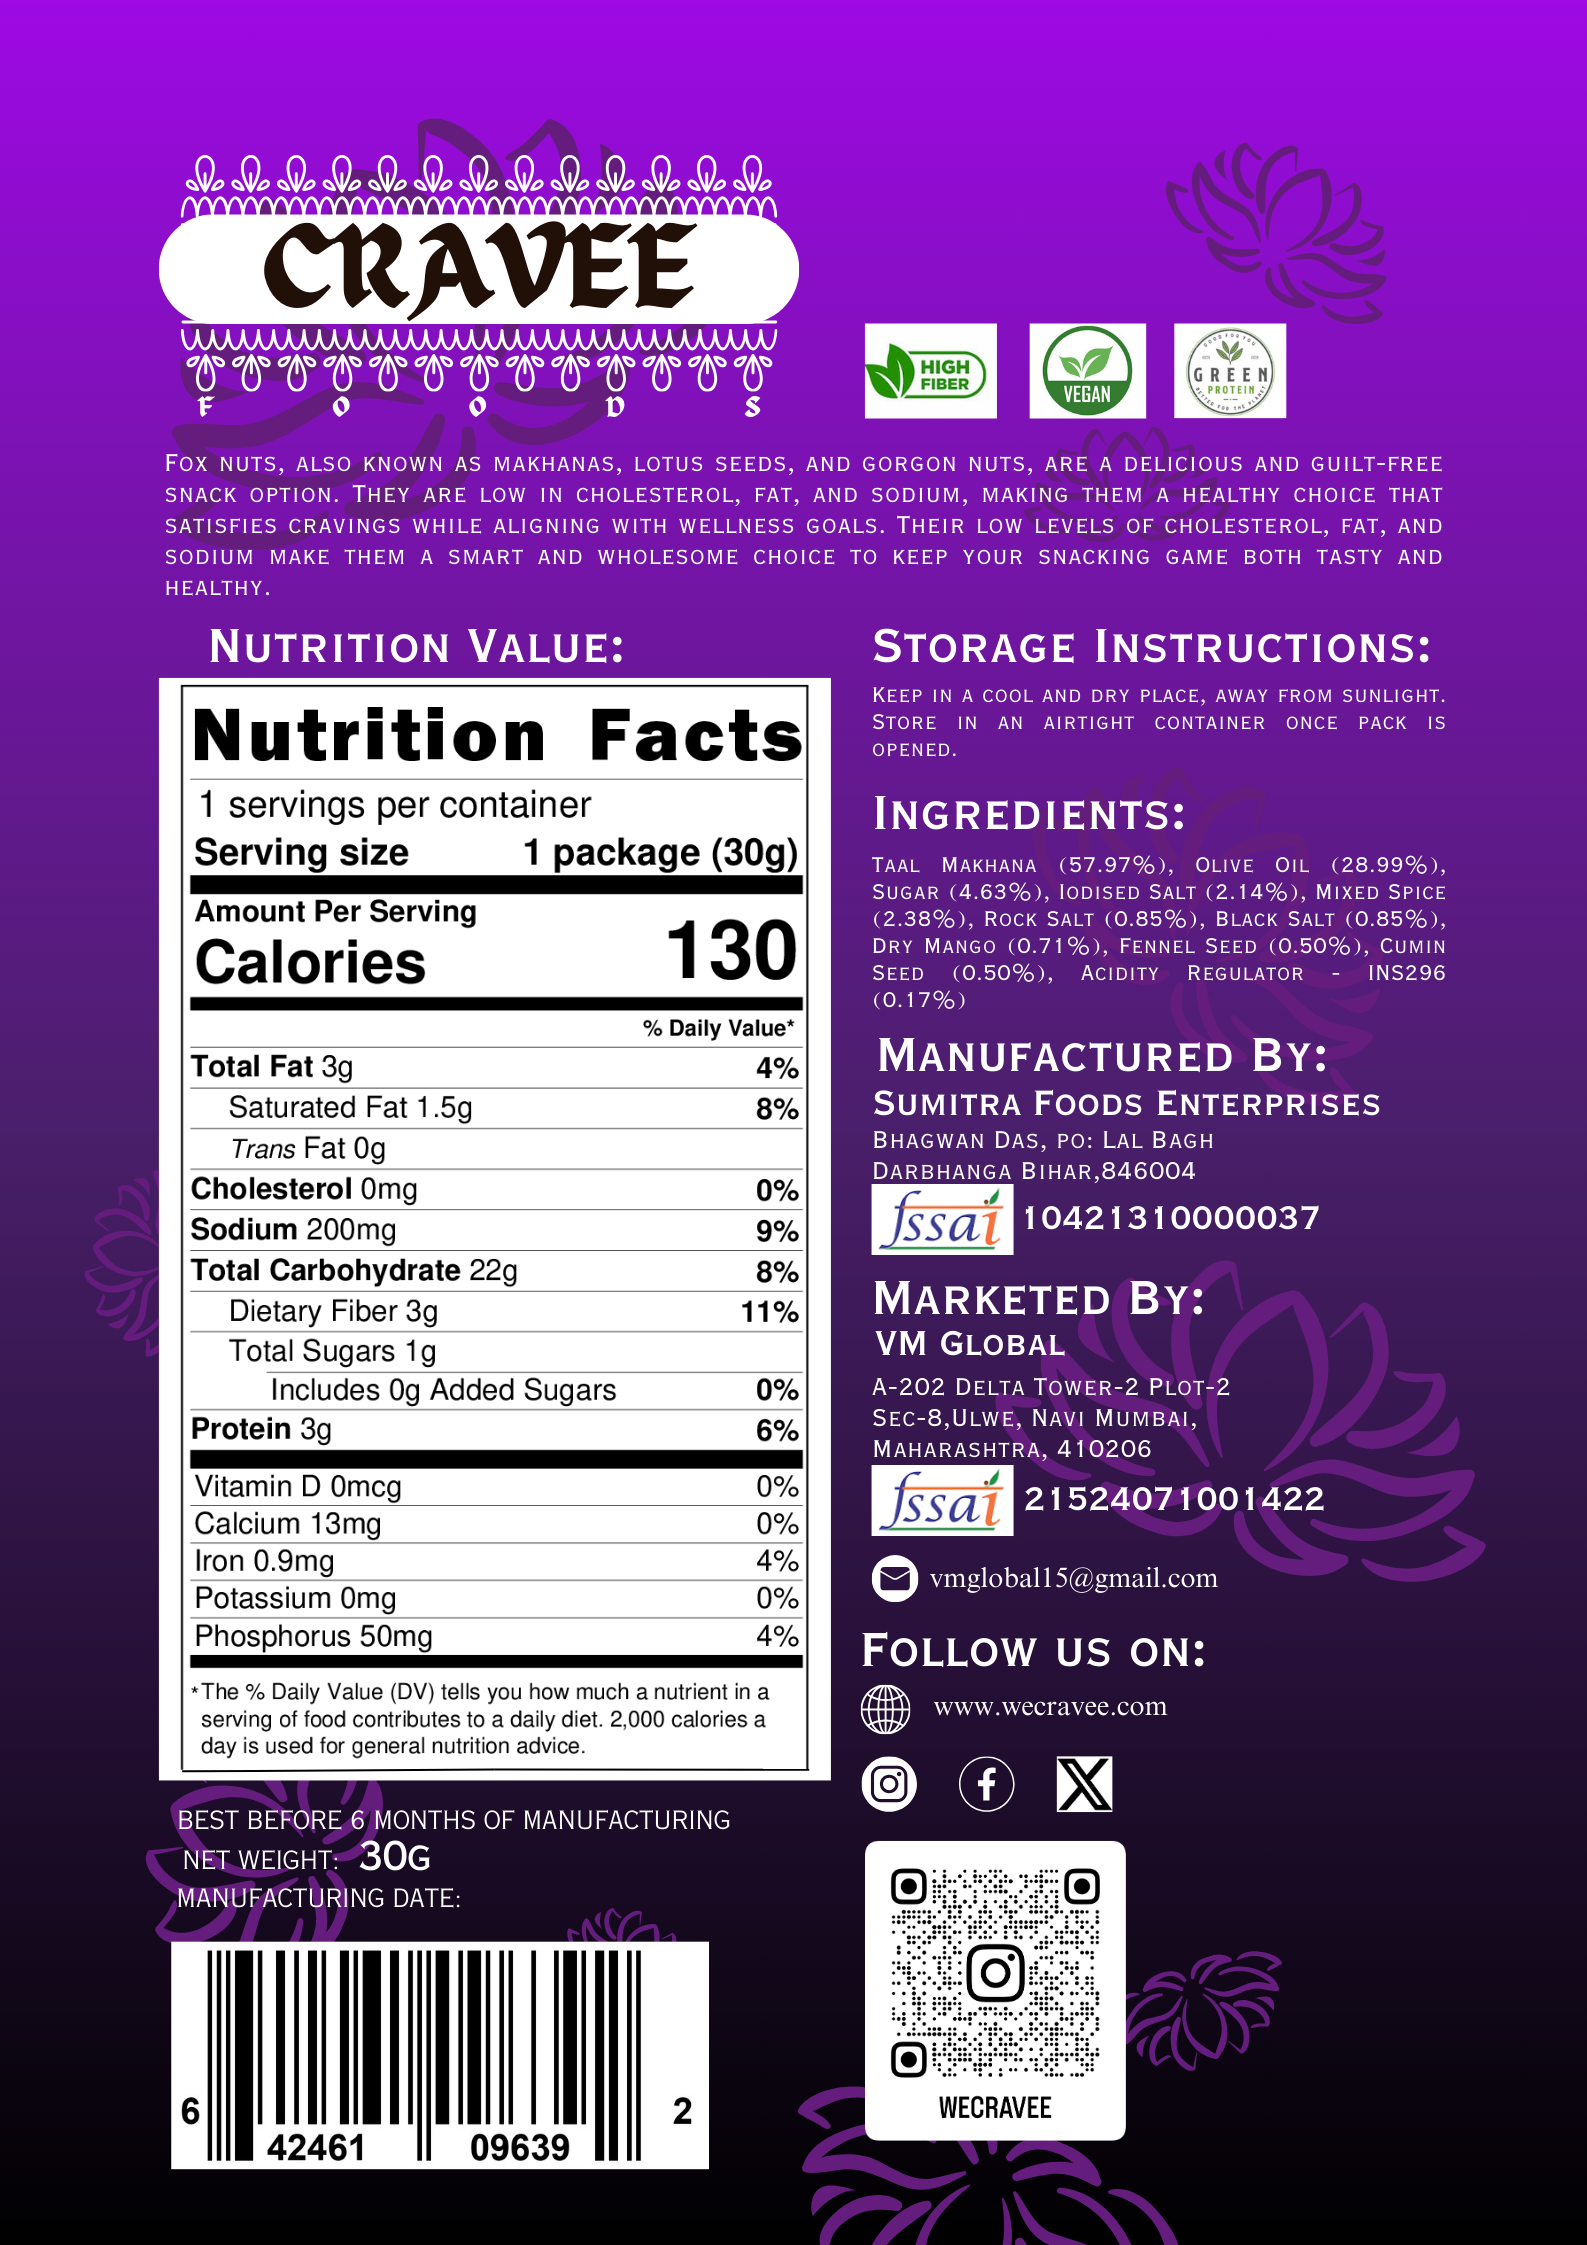 CRAVEE
F O O D S
HIGH
FIBER
VEGAN
GOOD FOR YOU
GREEN
PROTEIN
BETTER FOR THE PLANET
Fox nuts, also known as makhanas, lotus seeds, and gorgon nuts, are a delicious and guilt-free
snack option. They are low in cholesterol, fat, and sodium, making them a healthy choice that
satisfies cravings while aligning with wellness goals. Their low levels of cholesterol, fat, and
sodium make them a smart and wholesome choice to keep your snacking game both tasty and
healthy.
Nutrition Value:
Nutrition Facts
1 servings per container
Serving size 1 package (30g)
Amount Per Serving
Calories 130
% Daily Value*
Total Fat 3g 4%
Saturated Fat 1.5g 8%
Trans Fat 0g
Cholesterol 0mg 0%
Sodium 200mg 9%
Total Carbohydrate 22g 8%
Dietary Fiber 3g 11%
Total Sugars 1g
Includes 0g Added Sugars 0%
Protein 3g 6%
Vitamin D 0mcg 0%
Calcium 13mg 0%
Iron 0.9mg 4%
Potassium 0mg 0%
Phosphorus 50mg 4%
*The % Daily Value (DV) tells you how much a nutrient in a
serving of food contributes to a daily diet. 2,000 calories a
day is used for general nutrition advice.
BEST BEFORE 6 MONTHS OF MANUFACTURING
NET WEIGHT: 30G
MANUFACTURING DATE:
6 42461 09639 2
Storage Instructions:
Keep in a cool and dry place, away from sunlight.
Store in an airtight container once pack is
opened.
Ingredients:
Taal Makhana (57.97%), Olive Oil (28.99%),
Sugar (4.63%), Iodised Salt (2.14%), Mixed Spice
(2.38%), Rock Salt (0.85%), Black Salt (0.85%),
Dry Mango (0.71%), Fennel Seed (0.50%), Cumin
Seed (0.50%), Acidity Regulator - INS296
(0.17%)
Manufactured By:
Sumitra Foods Enterprises
Bhagwan Das, po: Lal Bagh
Darbhanga Bihar,846004
fssai 10421310000037
Marketed By:
VM Global
A-202 Delta Tower-2 Plot-2
Sec-8,Ulwe, Navi Mumbai,
Maharashtra, 410206
fssai 21524071001422
vmglobal15@gmail.com
Follow us on:
www.wecravee.com
WECRAVEE